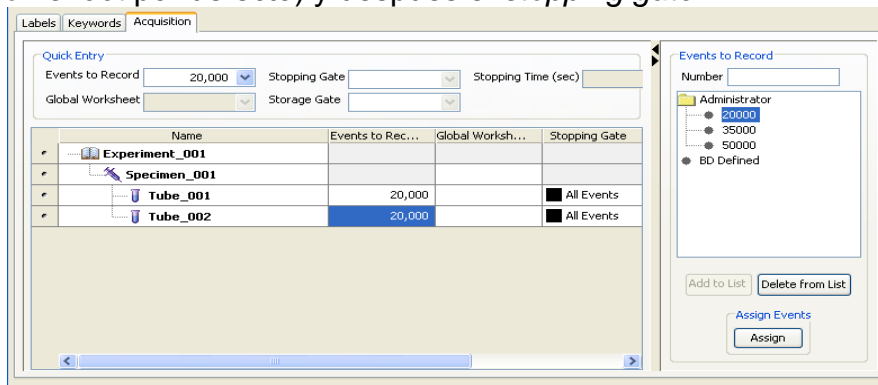 Labels Keywords Acquisition
Quick Entry
Events to Record 20,000 Stopping Gate Stopping Time (sec)
Global Worksheet Storage Gate
Name Events to Rec... Global Worksh... Stopping Gate
Experiment_001
Specimen_001
Tube_001 20,000 All Events
Tube_002 20,000 All Events
Events to Record
Number
Administrator
20000
35000
50000
BD Defined
Add to List Delete from List
Assign Events
Assign